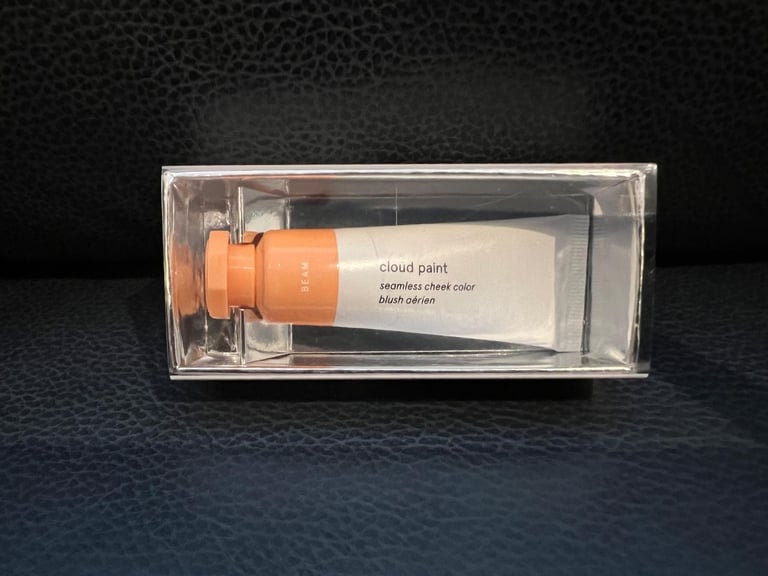 BEAM
cloud paint
seamless cheek color
blush aérien